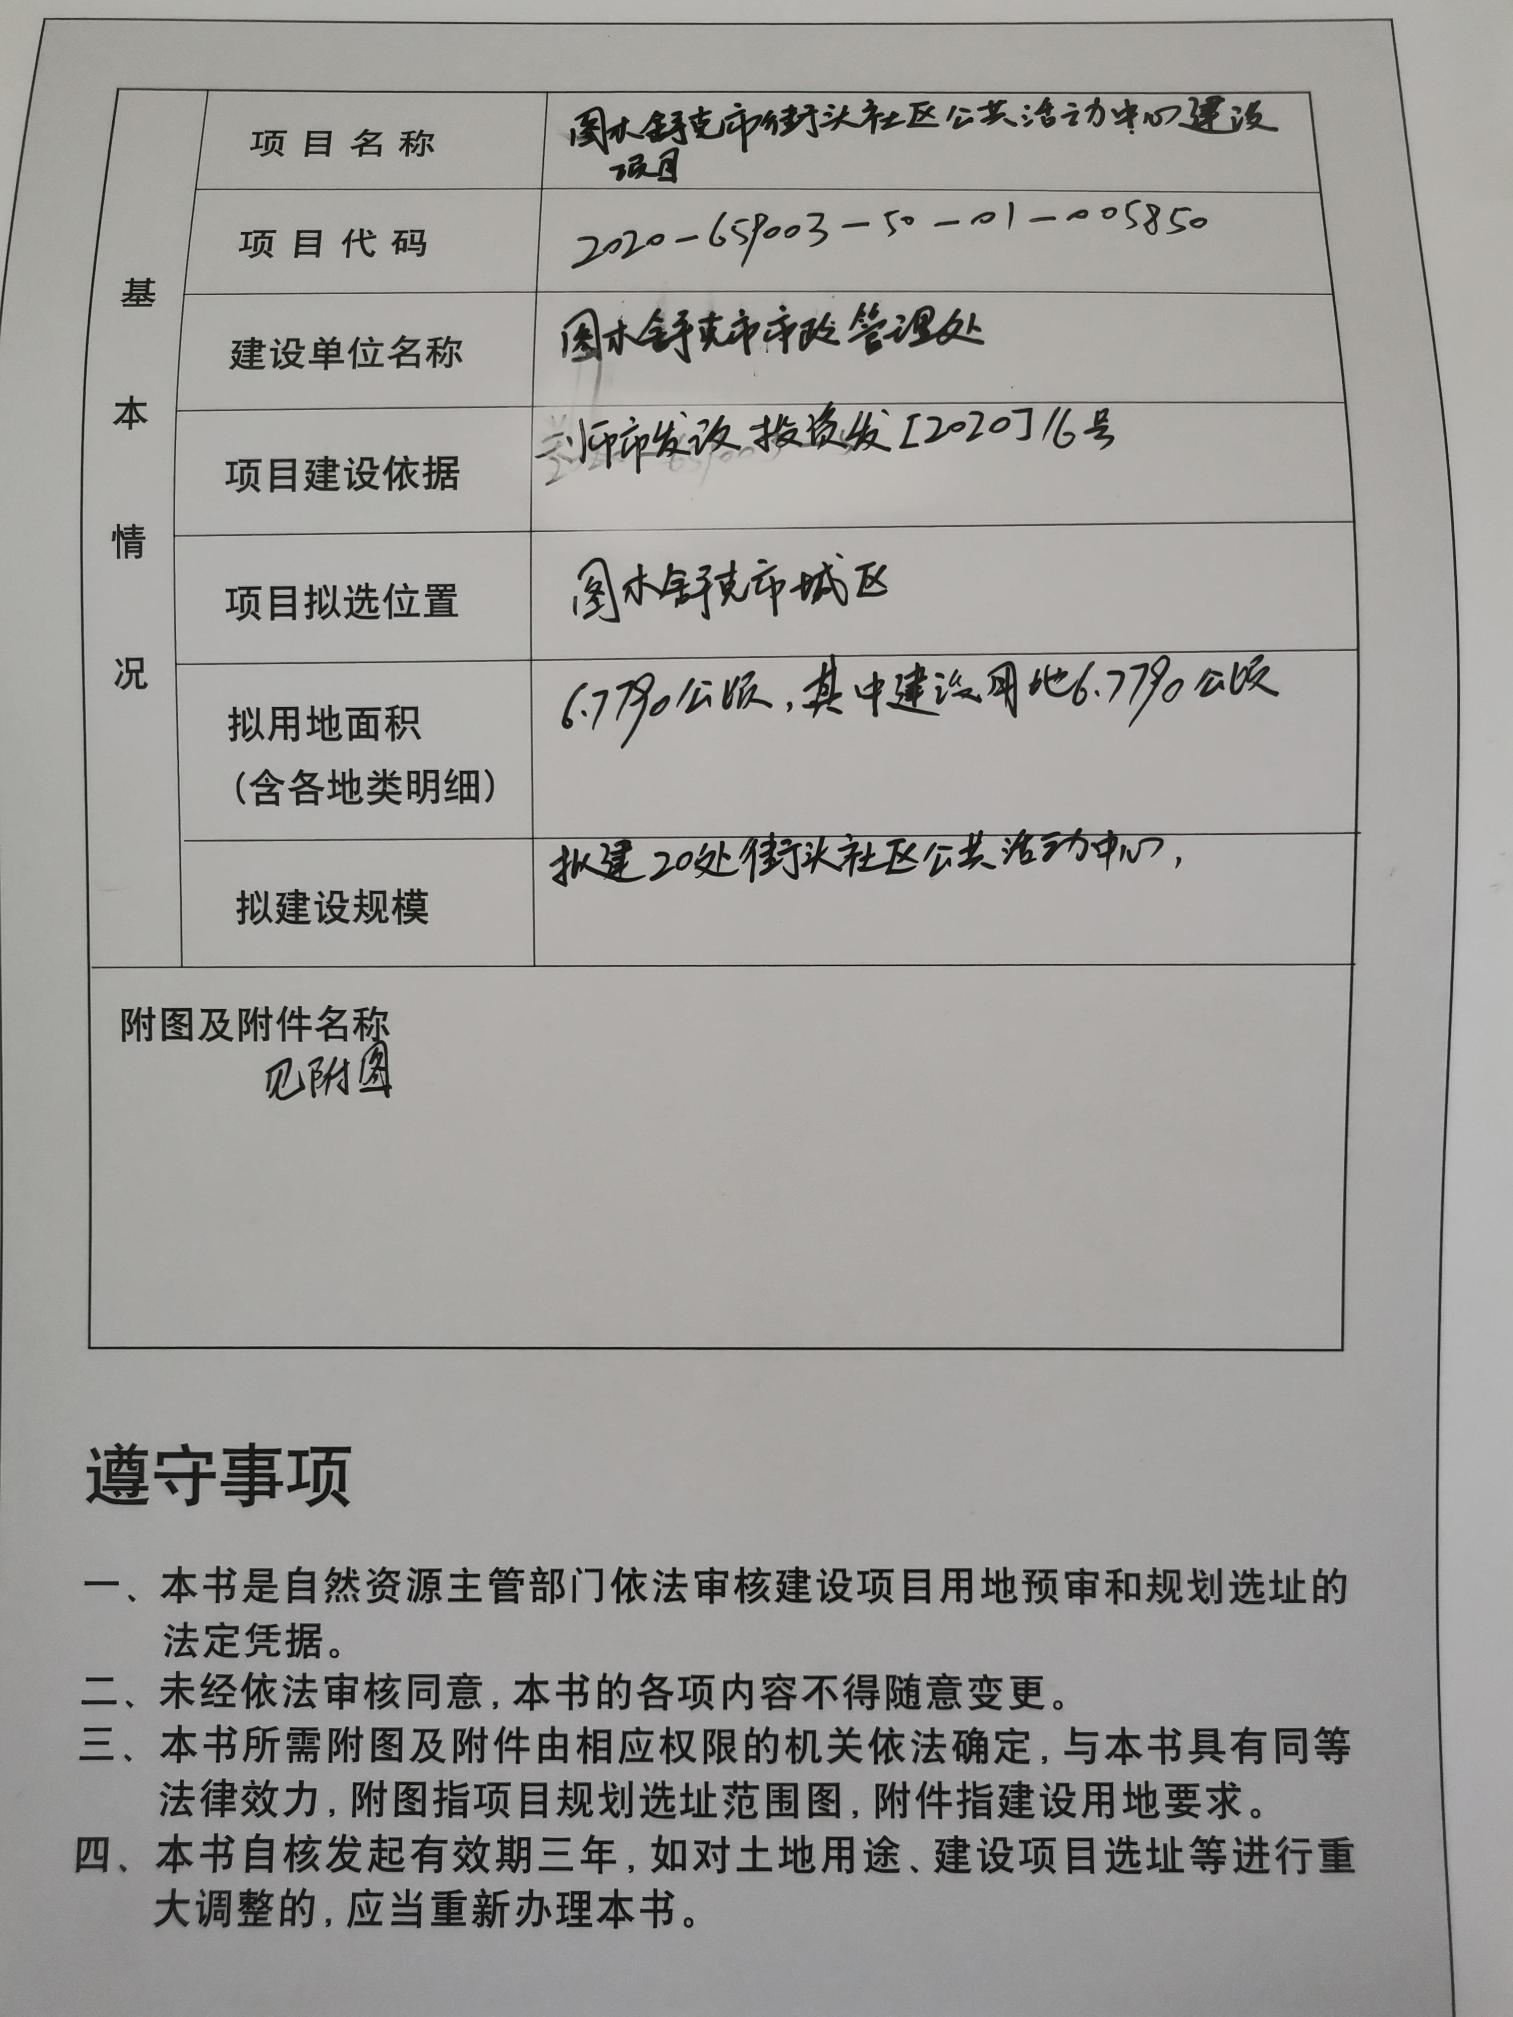 基本情况
项目名称
图木舒克市街头社区公共活动中心建设
项目
项目代码
2020-659003-50-01-005850
建设单位名称
图木舒克市市政管理处
项目建设依据
师市发改投资发[2020]16号
项目拟选位置
图木舒克市城区
拟用地面积
(含各地类明细)
6.7790公顷,其中建设用地6.7790公顷
拟建设规模
拟建20处街头社区公共活动中心,
附图及附件名称
见附图
遵守事项
一、本书是自然资源主管部门依法审核建设项目用地预审和规划选址的
法定凭据。
二、未经依法审核同意,本书的各项内容不得随意变更。
三、本书所需附图及附件由相应权限的机关依法确定,与本书具有同等
法律效力,附图指项目规划选址范围图,附件指建设用地要求。
四、本书自核发起有效期三年,如对土地用途、建设项目选址等进行重
大调整的,应当重新办理本书。